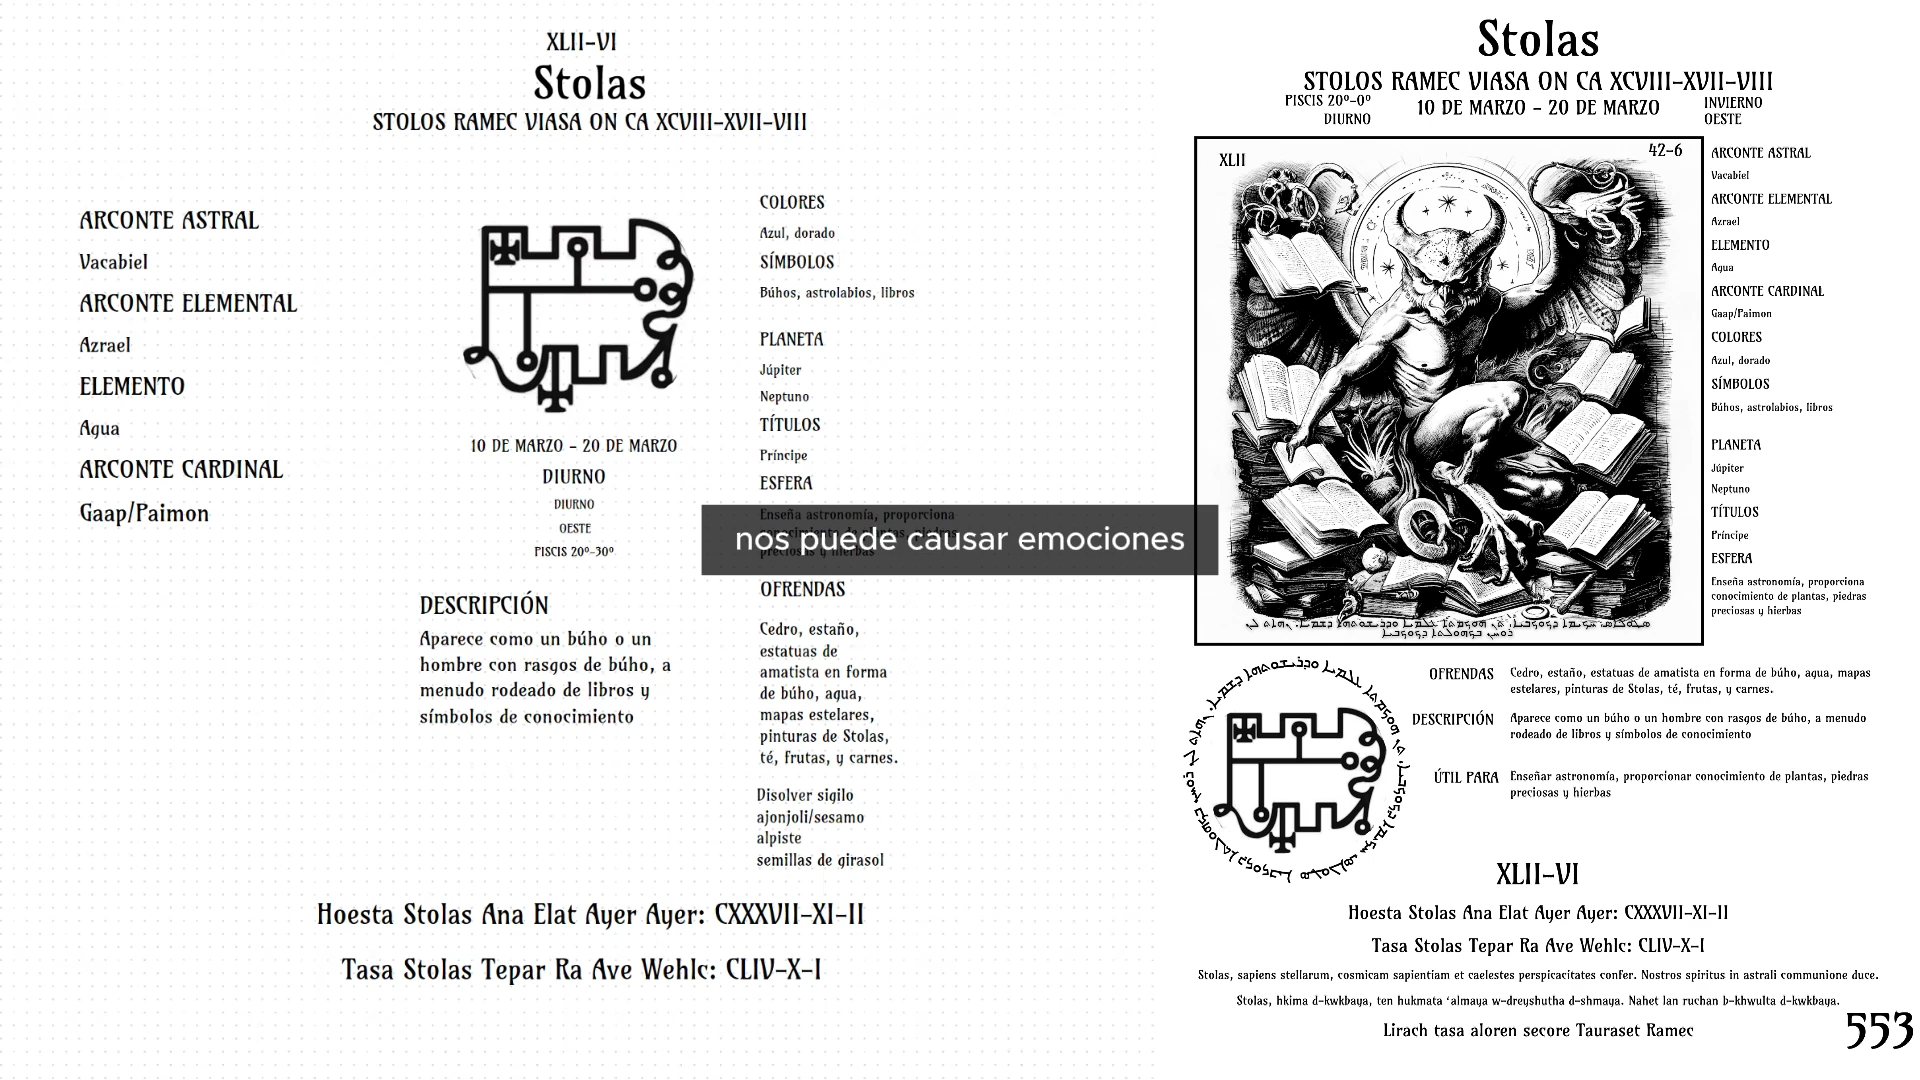 XLII-VI
Stolas
STOLOS RAMEC VIASA ON CA XCVIII-XVII-VIII
ARCONTE ASTRAL
Vacabiel
ARCONTE ELEMENTAL
Azrael
ELEMENTO
Agua
ARCONTE CARDINAL
Gaap/Paimon
10 DE MARZO - 20 DE MARZO
DIURNO
DIURNO
OESTE
PISCIS 20º-30º
DESCRIPCIÓN
Aparece como un búho o un
hombre con rasgos de búho, a
menudo rodeado de libros y
símbolos de conocimiento
COLORES
Azul, dorado
SÍMBOLOS
Búhos, astrolabios, libros
PLANETA
Júpiter
Neptuno
TÍTULOS
Príncipe
ESFERA
Enseña astronomía, proporciona
conocimiento de plantas, piedras
preciosas y hierbas
nos puede causar emociones
OFRENDAS
Cedro, estaño,
estatuas de
amatista en forma
de búho, agua,
mapas estelares,
pinturas de Stolas,
té, frutas, y carnes.
Disolver sigilo
ajonjoli/sesamo
alpiste
semillas de girasol
Hoesta Stolas Ana Elat Ayer Ayer: CXXXVII-XI-II
Tasa Stolas Tepar Ra Ave Wehlc: CLIV-X-I
Stolas
STOLOS RAMEC VIASA ON CA XCVIII-XVII-VIII
PISCIS 20º-0º
DIURNO
10 DE MARZO - 20 DE MARZO
INVIERNO
OESTE
XLII
42-6
ARCONTE ASTRAL
Vacabiel
ARCONTE ELEMENTAL
Azrael
ELEMENTO
Agua
ARCONTE CARDINAL
Gaap/Paimon
COLORES
Azul, dorado
SÍMBOLOS
Búhos, astrolabios, libros
PLANETA
Júpiter
Neptuno
TÍTULOS
Príncipe
ESFERA
Enseña astronomía, proporciona
conocimiento de plantas, piedras
preciosas y hierbas
OFRENDAS
Cedro, estaño, estatuas de amatista en forma de búho, agua, mapas
estelares, pinturas de Stolas, té, frutas, y carnes.
DESCRIPCIÓN
Aparece como un búho o un hombre con rasgos de búho, a menudo
rodeado de libros y símbolos de conocimiento
ÚTIL PARA
Enseñar astronomía, proporcionar conocimiento de plantas, piedras
preciosas y hierbas
XLII-VI
Hoesta Stolas Ana Elat Ayer Ayer: CXXXVII-XI-II
Tasa Stolas Tepar Ra Ave Wehlc: CLIV-X-I
Stolas, sapiens stellarum, cosmicam sapientiam et caelestes perspicacitates confer. Nostros spiritus in astrali communione duce.
Stolas, hkima d-kwkbaya, ten hukmata ‘almaya w-dreyshutha d-shmaya. Nahet lan ruchan b-khwulta d-kwkbaya.
Lirach tasa aloren secore Tauraset Ramec
553